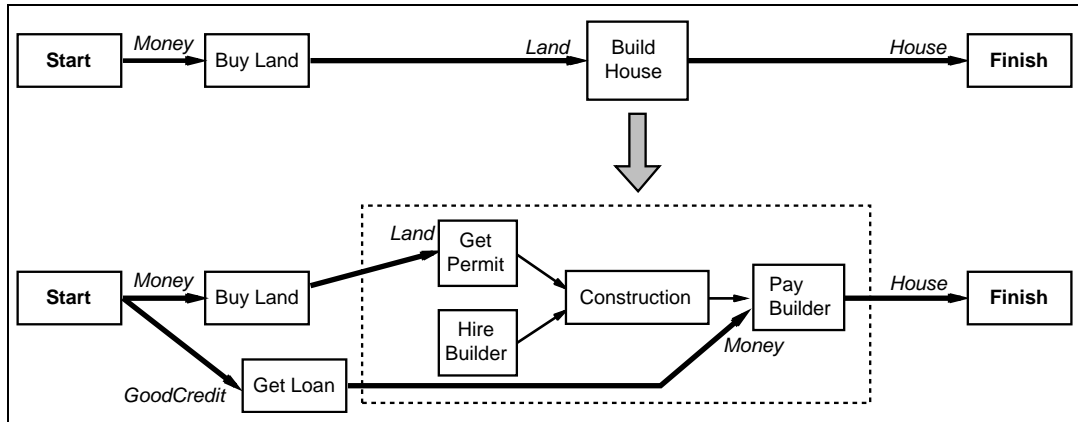 Money
Land
House
Start
Buy Land
Build
House
Finish
Land
Get
Permit
Money
House
Start
Buy Land
Construction
Pay
Builder
Finish
Hire
Builder
Money
GoodCredit
Get Loan